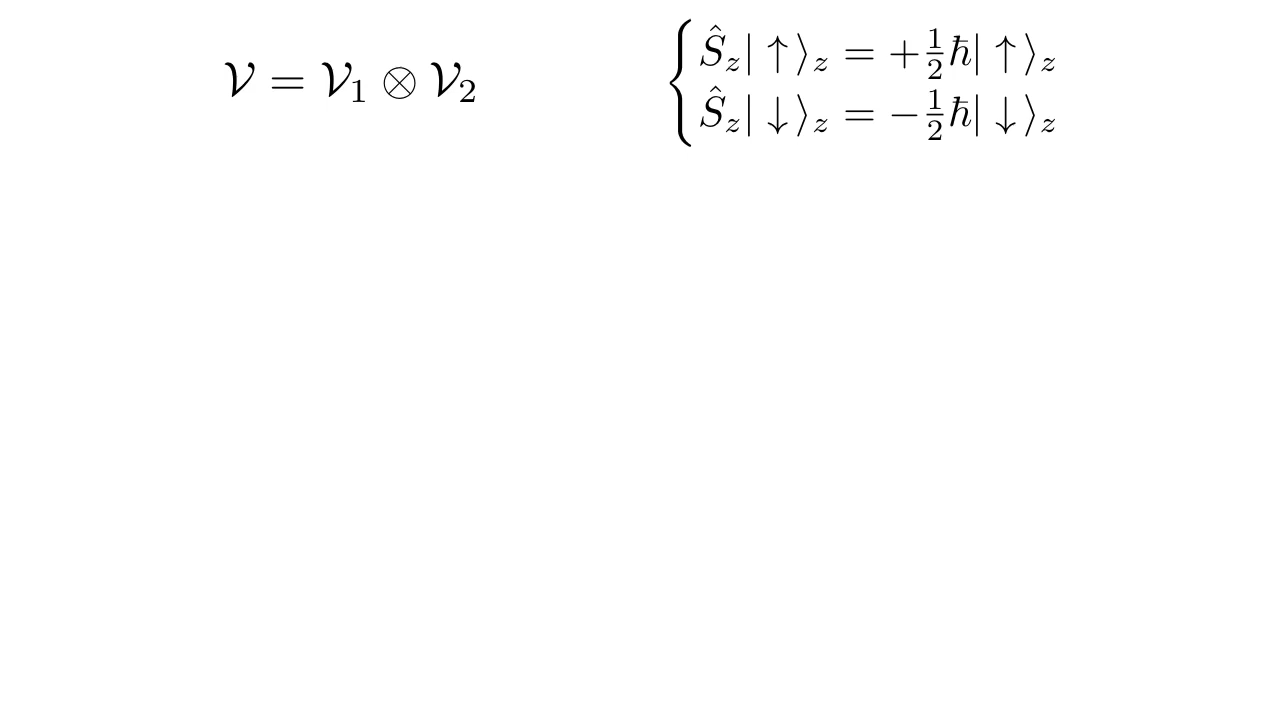 𝒱 = 𝒱₁ ⊗ 𝒱₂
{ Ŝ_z| ↑ ⟩_z = +½ħ| ↑ ⟩_z
Ŝ_z| ↓ ⟩_z = −½ħ| ↓ ⟩_z